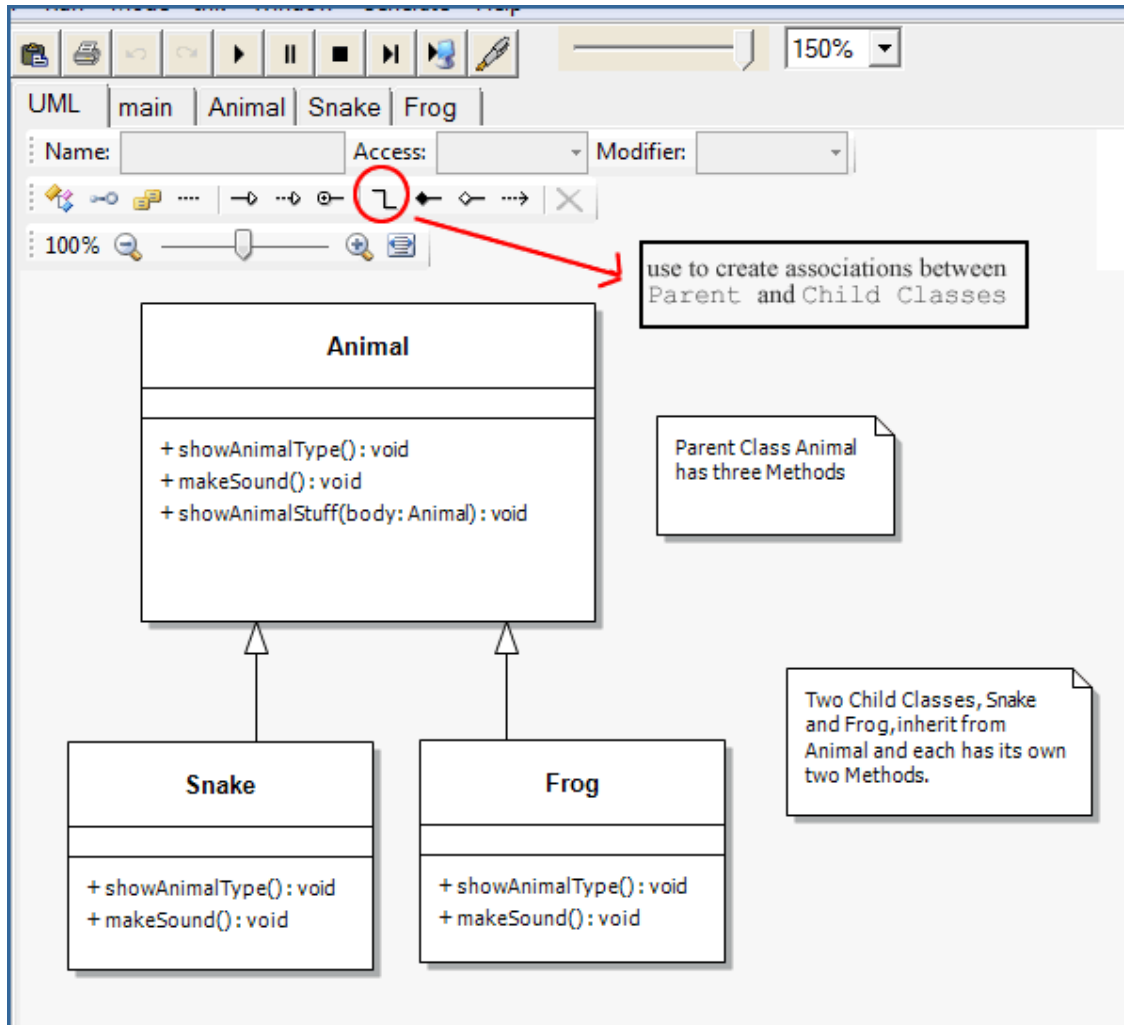 150%
UML main Animal Snake Frog
Name: Access: Modifier:
100%
use to create associations between
Parent and Child Classes
Animal
+ showAnimalType() : void
+ makeSound() : void
+ showAnimalStuff(body: Animal) : void
Parent Class Animal
has three Methods
Two Child Classes, Snake
and Frog, inherit from
Animal and each has its own
two Methods.
Snake
+ showAnimalType() : void
+ makeSound() : void
Frog
+ showAnimalType() : void
+ makeSound() : void